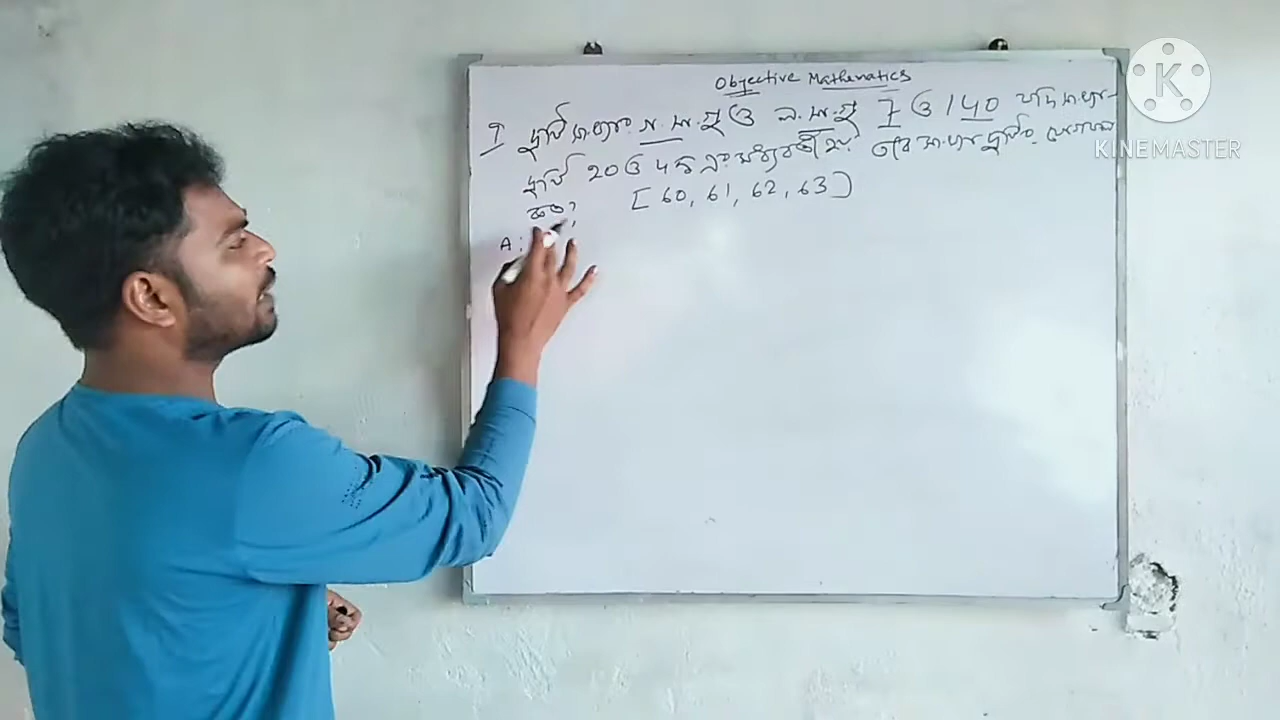 Objective Mathematics
1 দুটি সংখ্যার গ.সা.গু ও ল.সা.গু 7 ও 140 যদি সংখ্যা-
দুটি 20 ও 45 এর মধ্যবর্তী হয়, তবে সংখ্যা দুটির যোগফল
কত? [60, 61, 62, 63]
A:
KINEMASTER